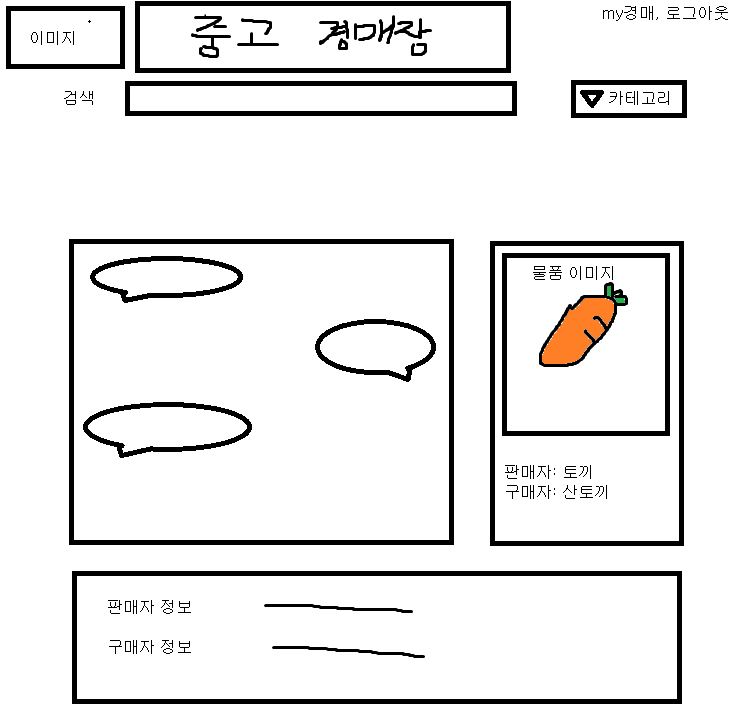 my경매, 로그아웃
이미지
중고 경매장
검색
카테고리
물품 이미지
판매자: 토끼
구매자: 산토끼
판매자 정보
구매자 정보